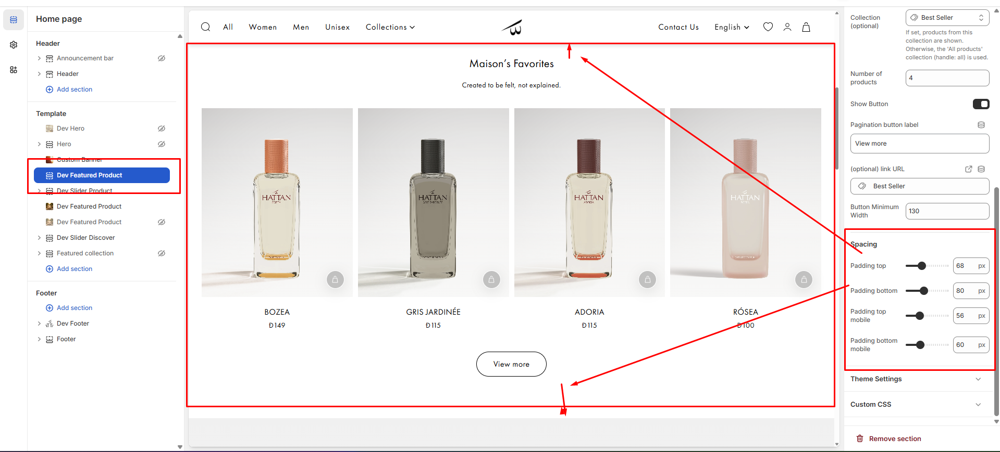 Home page
Header
Announcement bar
Header
Add section
Template
Dev Hero
Hero
Custom Banner
Dev Featured Product
Dev Slider Product
Dev Featured Product
Dev Featured Product
Dev Slider Discover
Featured collection
Add section
Footer
Add section
Dev Footer
Footer
All Women Men Unisex Collections Contact Us English
Maison's Favorites
Created to be felt, not explained.
HATTAN HATTAN HATTAN HATTAN
BOZEA GRIS JARDINÉE ADORIA
BOZEA GRIS JARDINÉE ADORIA RÓSEA
Đ149 Đ115 Đ115 Đ100
View more
Collection
(optional)
Best Seller
If set, products from this
collection are shown.
Otherwise, the 'All products'
collection (handle: all) is used.
Number of
products
4
Show Button
Pagination button label
View more
(optional) link URL
Best Seller
Button Minimum
Width
130
Spacing
Padding top 68 px
Padding bottom 80 px
Padding top
mobile
56 px
Padding bottom
mobile
60 px
Theme Settings
Custom CSS
Remove section